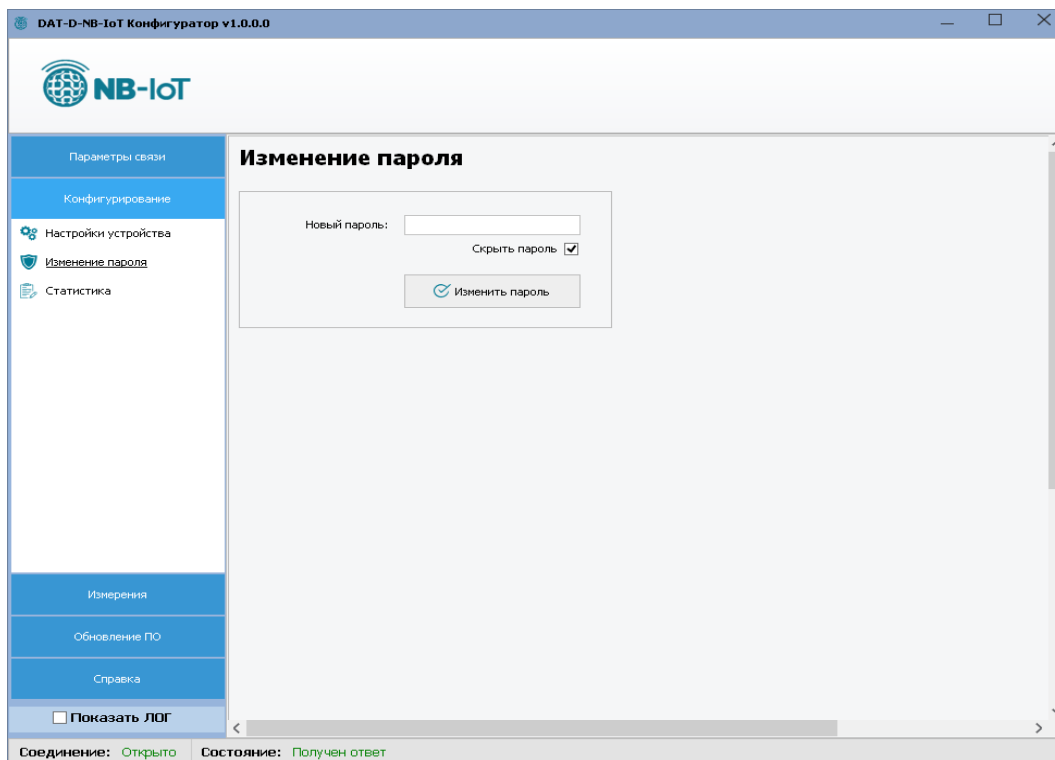 DAT-D-NB-IoT Конфигуратор v1.0.0.0
NB-IoT
Параметры связи
Конфигурирование
Настройки устройства
Изменение пароля
Статистика
Измерения
Обновление ПО
Справка
Показать ЛОГ
Изменение пароля
Новый пароль:
Скрыть пароль
Изменить пароль
Соединение: Открыто Состояние: Получен ответ